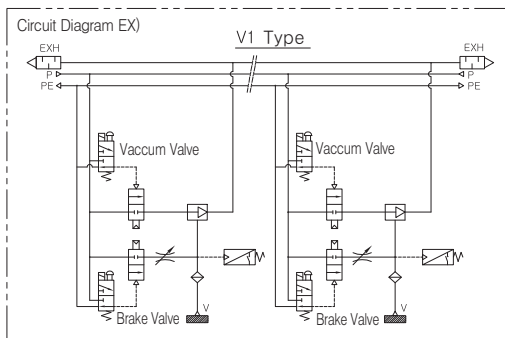 Circuit Diagram EX)
V1 Type
EXH
EXH
P
P
PE
PE
Vaccum Valve
Vaccum Valve
V
V
Brake Valve
Brake Valve